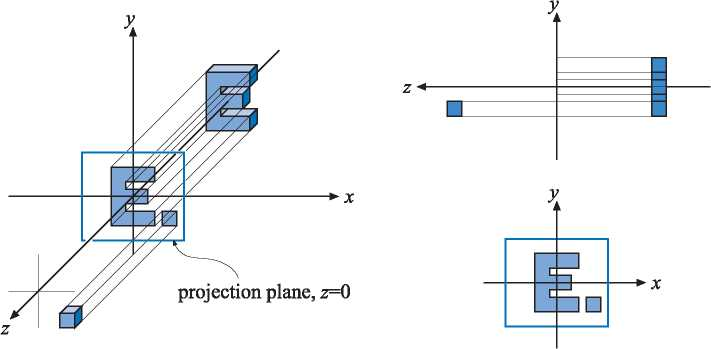 y
x
z
projection plane, z=0
y
z
y
x
E.
E
E.